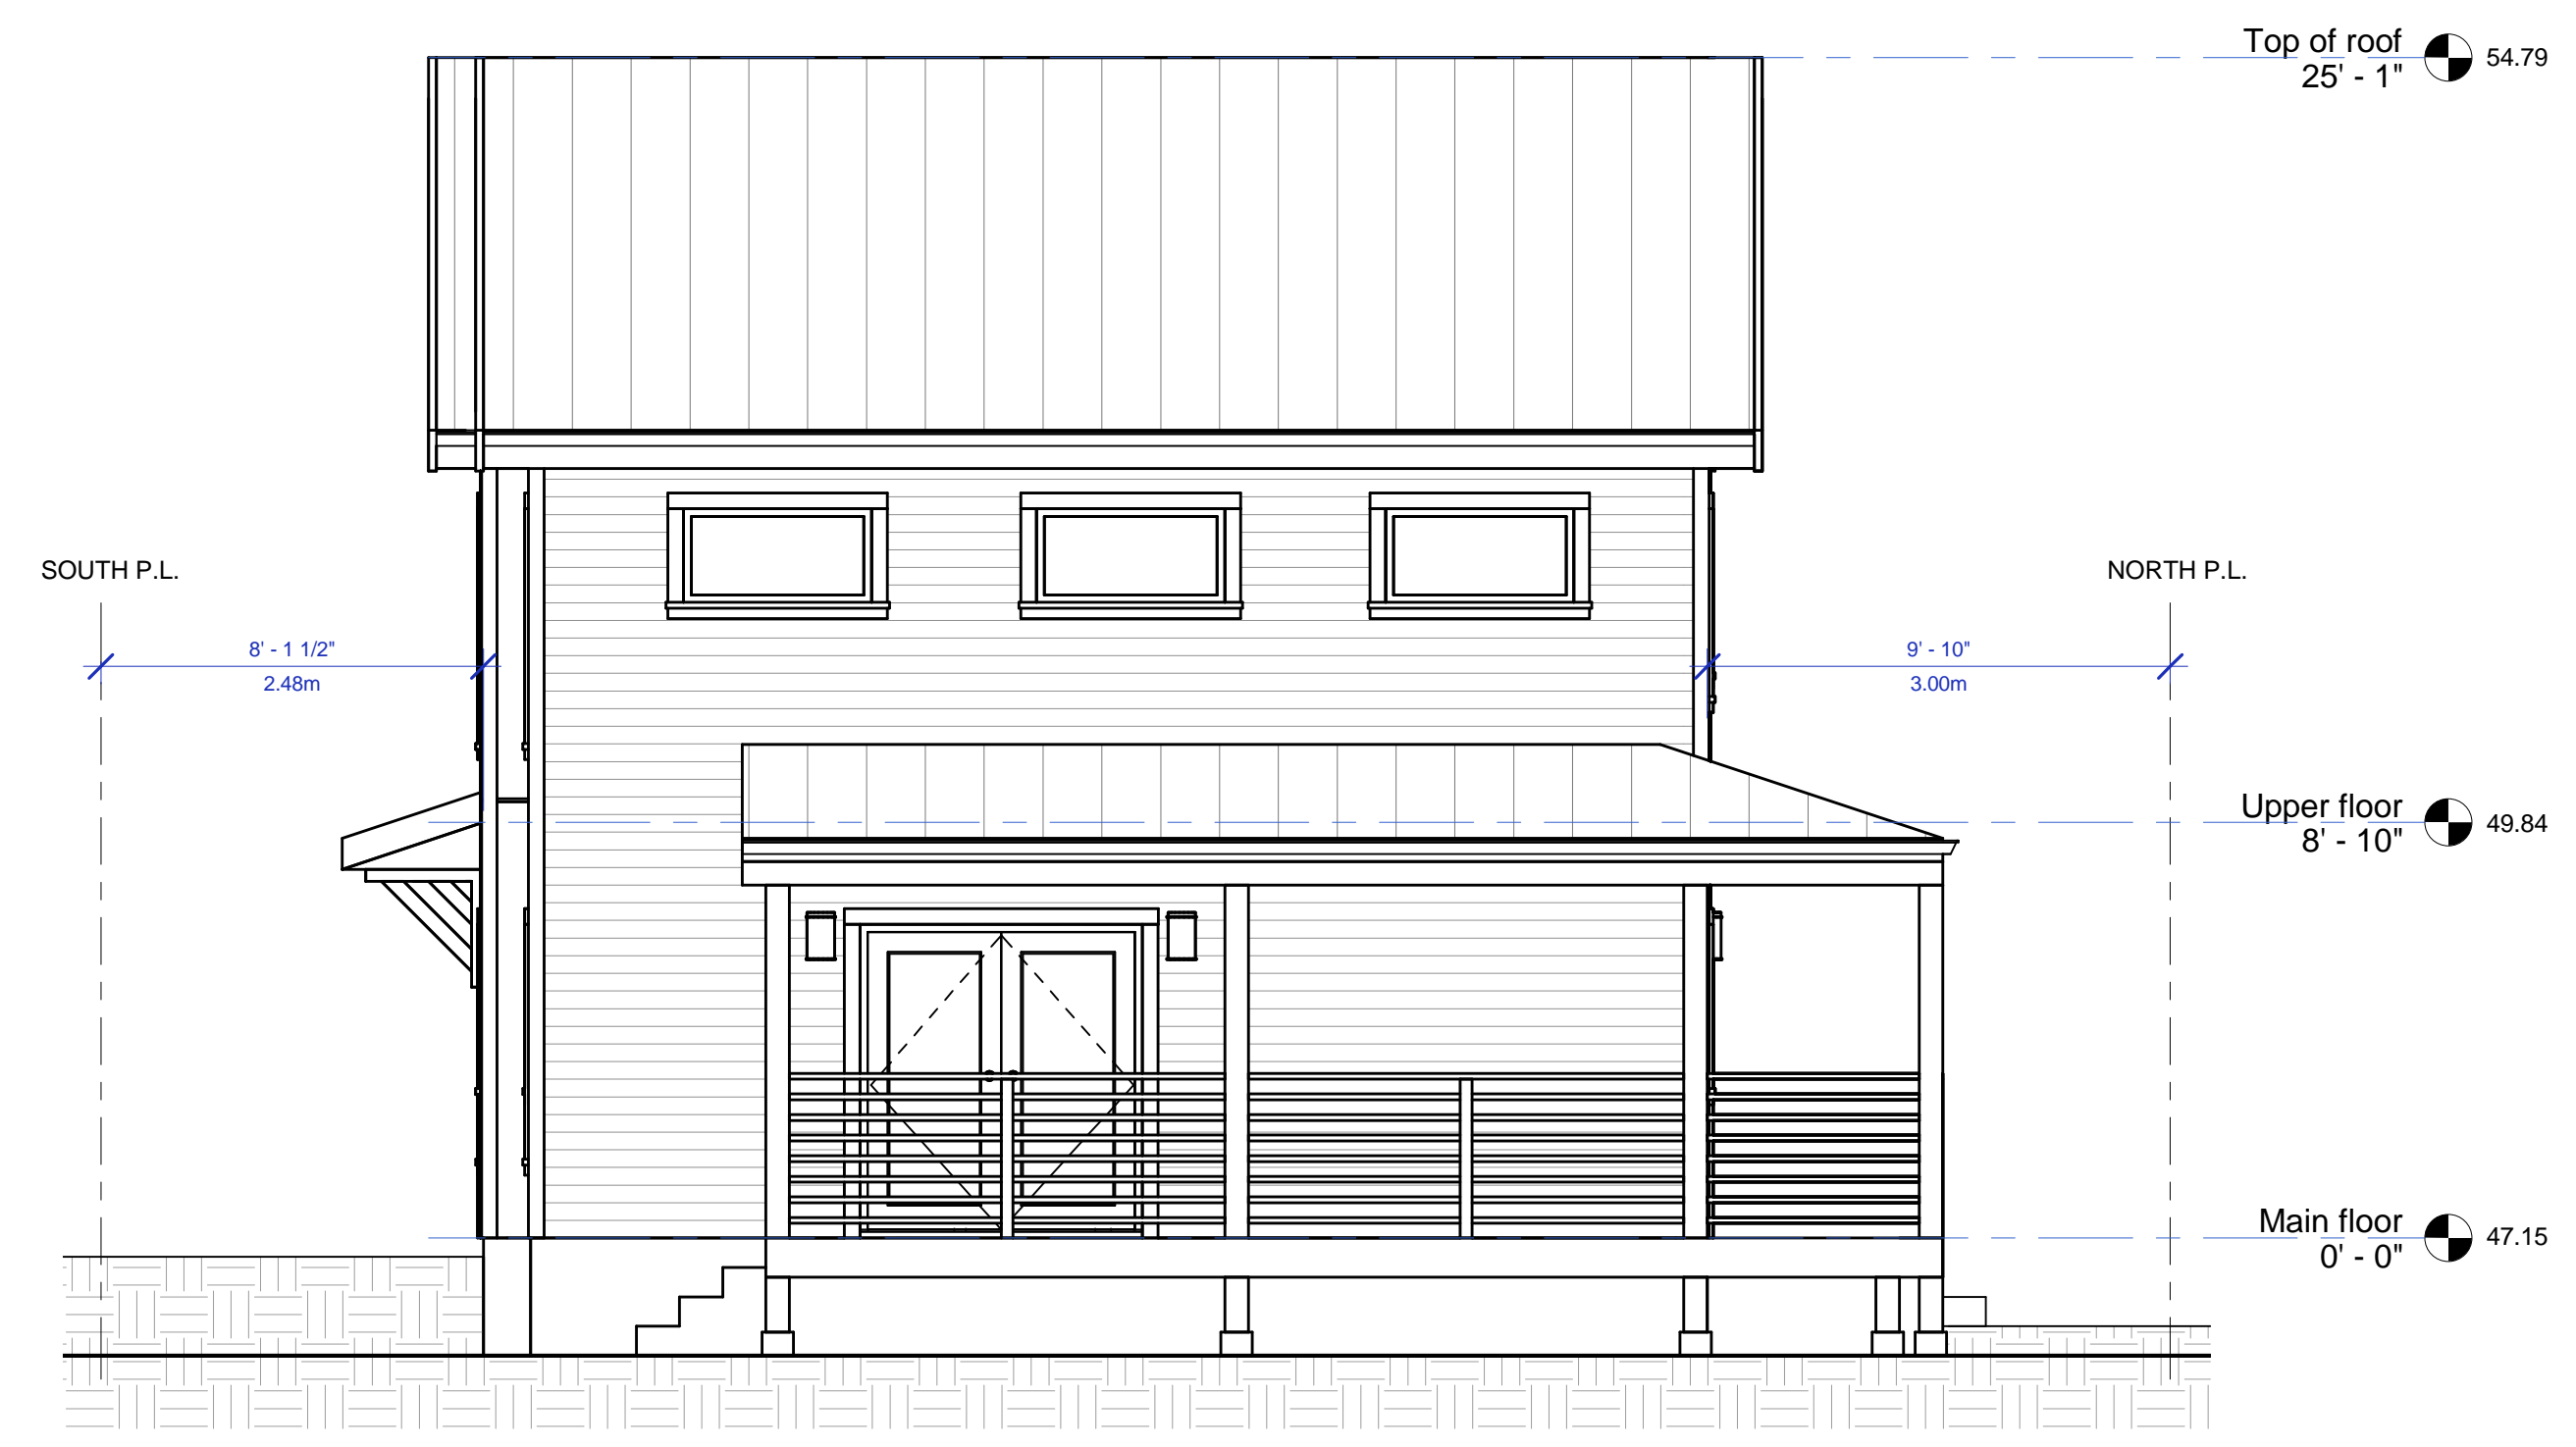 Top of roof
25' - 1"
54.79
SOUTH P.L.
NORTH P.L.
8' - 1 1/2"
2.48m
9' - 10"
3.00m
Upper floor
8' - 10"
49.84
Main floor
0' - 0"
47.15